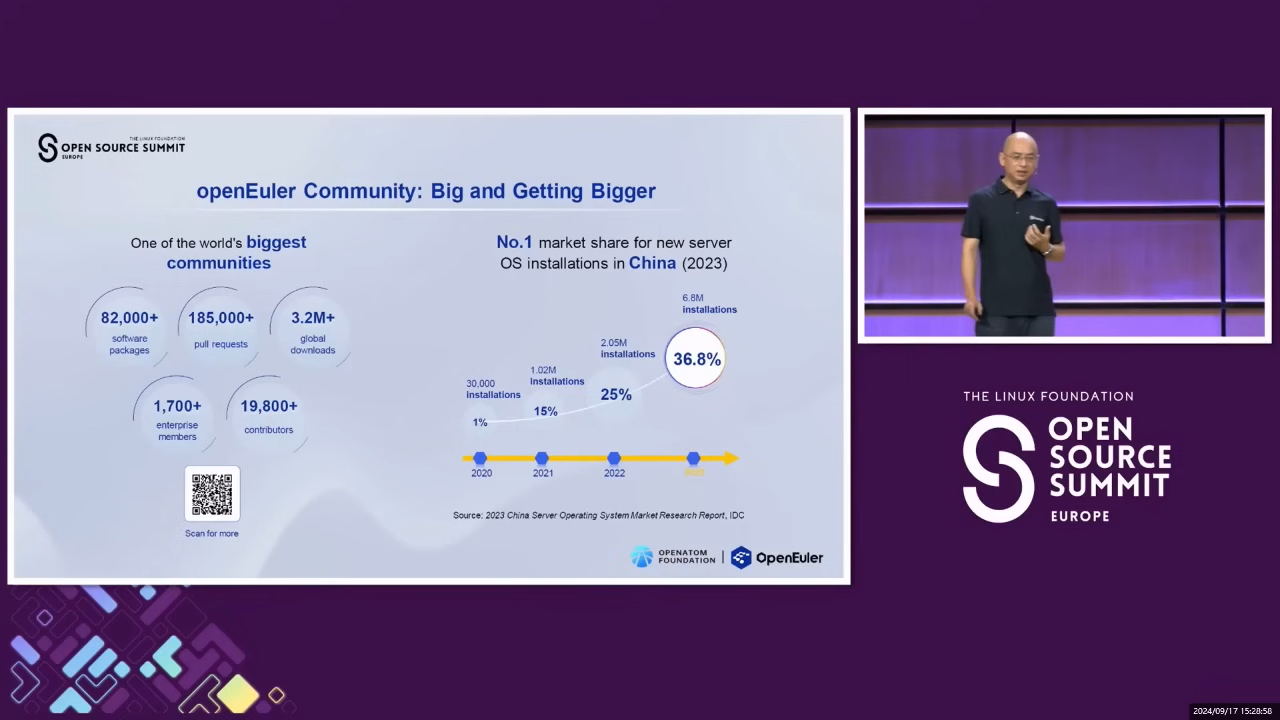 THE LINUX FOUNDATION
OPEN SOURCE SUMMIT
EUROPE
openEuler Community: Big and Getting Bigger
One of the world's biggest
communities
82,000+
software
packages
185,000+
pull requests
3.2M+
global
downloads
1,700+
enterprise
members
19,800+
contributors
Scan for more
No.1 market share for new server
OS installations in China (2023)
30,000
installations
1%
1.02M
installations
15%
2.05M
installations
25%
6.8M
installations
36.8%
2020
2021
2022
2023
Source: 2023 China Server Operating System Market Research Report, IDC
OPENATOM
FOUNDATION
OpenEuler
THE LINUX FOUNDATION
OPEN
SOURCE
SUMMIT
EUROPE
2024/09/17 15:28:58